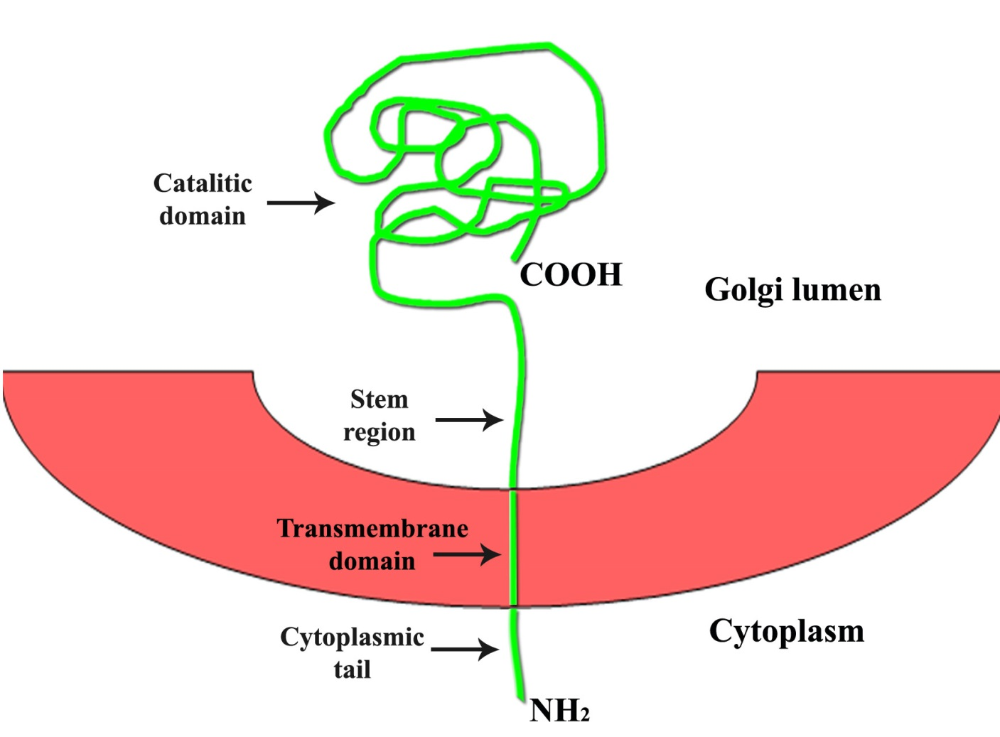 Catalitic
domain
COOH
Golgi lumen
Stem
region
Transmembrane
domain
Cytoplasmic
tail
Cytoplasm
NH₂